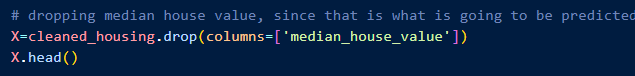 # dropping median house value, since that is what is going to be predicted
X=cleaned_housing.drop(columns=['median_house_value'])
X.head()